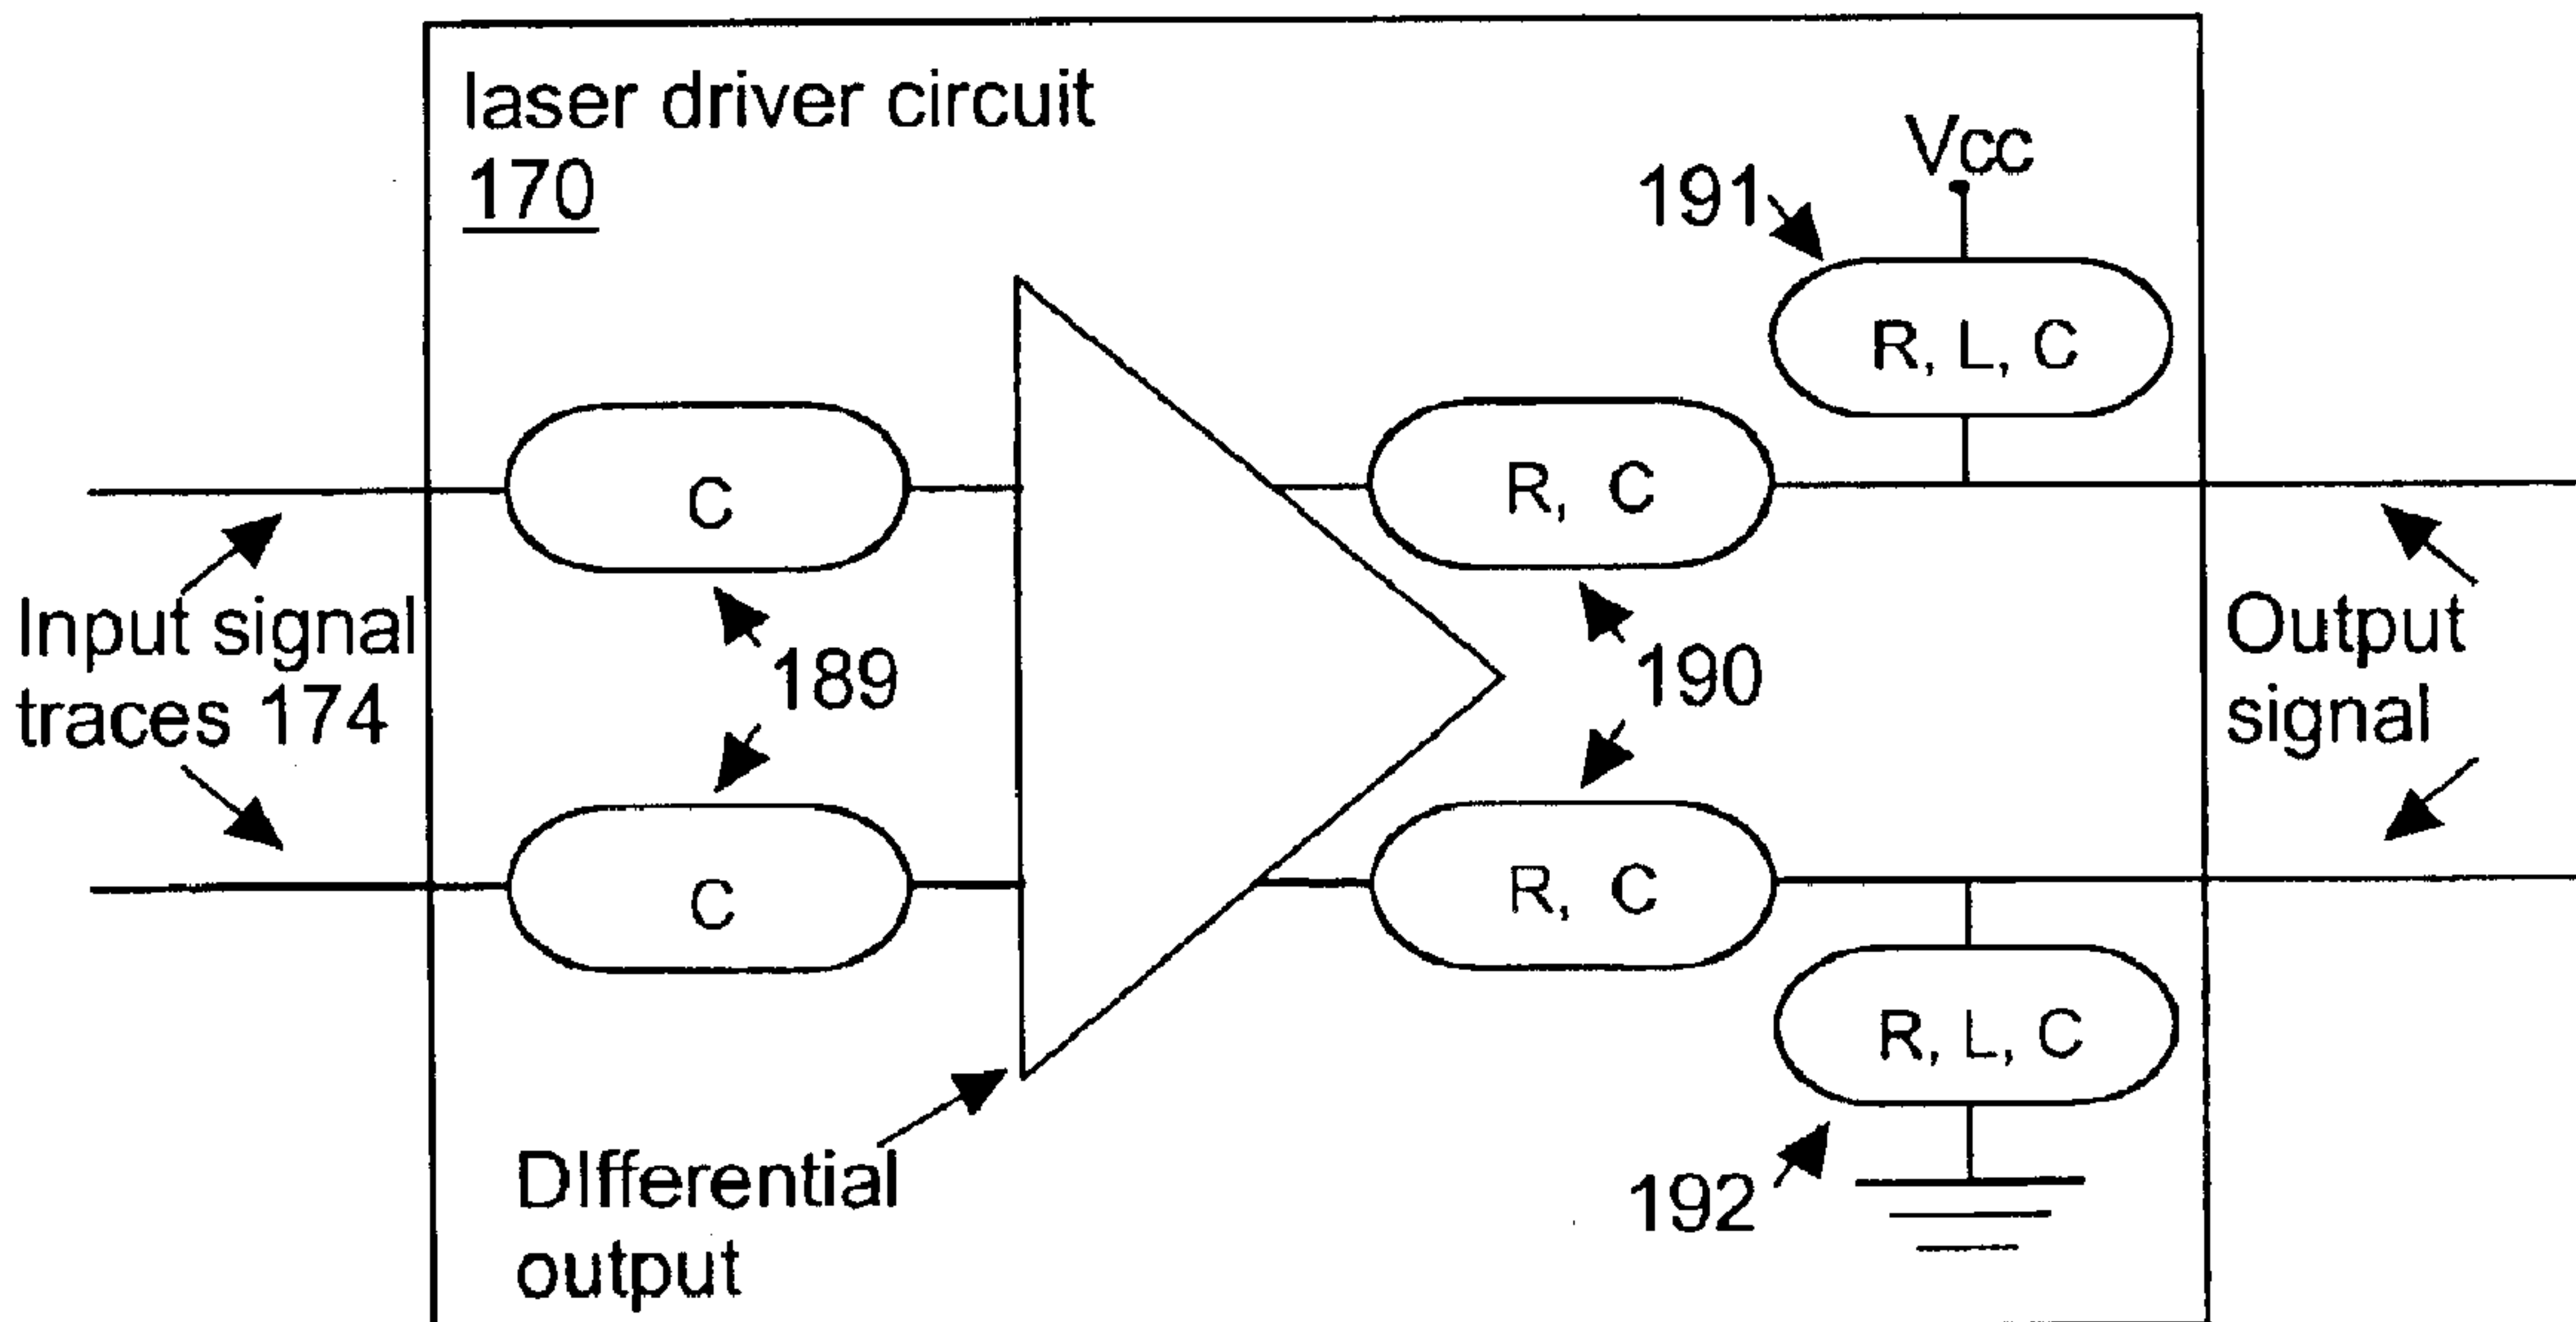 laser driver circuit
170
Vcc
191
R, L, C
C
R, C
Input signal
traces 174
189
190
Output
signal
C
R, C
R, L, C
DIfferential
output
192